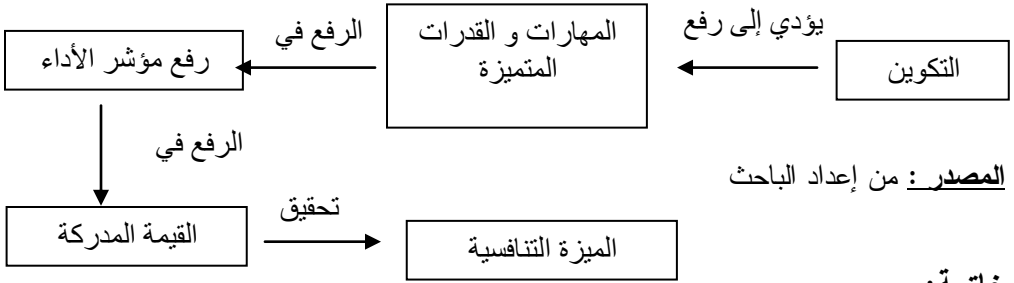 التكوين
يؤدي إلى رفع
المهارات و القدرات
المتميزة
الرفع في
رفع مؤشر الأداء
الرفع في
القيمة المدركة
تحقيق
الميزة التنافسية
المصدر : من إعداد الباحث